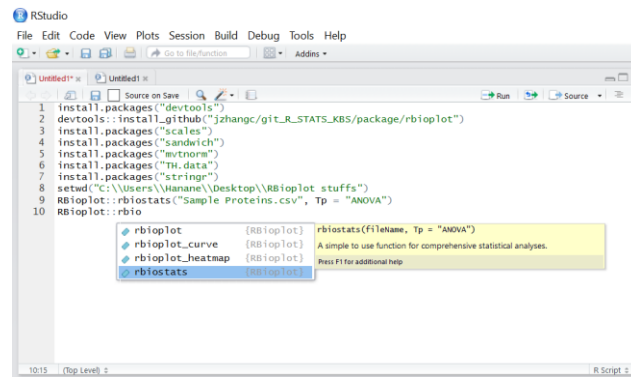 RStudio
File Edit Code View Plots Session Build Debug Tools Help
Go to file/function Addins
Untitled1* × Untitled1 ×
Source on Save Run Source
1 install.packages("devtools")
2 devtools::install_github("jzhangc/git_R_STATS_KBS/package/rbioplot")
3 install.packages("scales")
4 install.packages("sandwich")
5 install.packages("mvtnorm")
6 install.packages("TH.data")
7 install.packages("stringr")
8 setwd("C:\\Users\\Hanane\\Desktop\\RBioplot stuffs")
9 RBioplot::rbiostats("Sample Proteins.csv", Tp = "ANOVA")
10 RBioplot::rbio
rbioplot {RBioplot}
rbioplot_curve {RBioplot}
rbioplot_heatmap {RBioplot}
rbiostats {RBioplot}
rbiostats(fileName, Tp = "ANOVA")
A simple to use function for comprehensive statistical analyses.
Press F1 for additional help
10:15 (Top Level) R Script